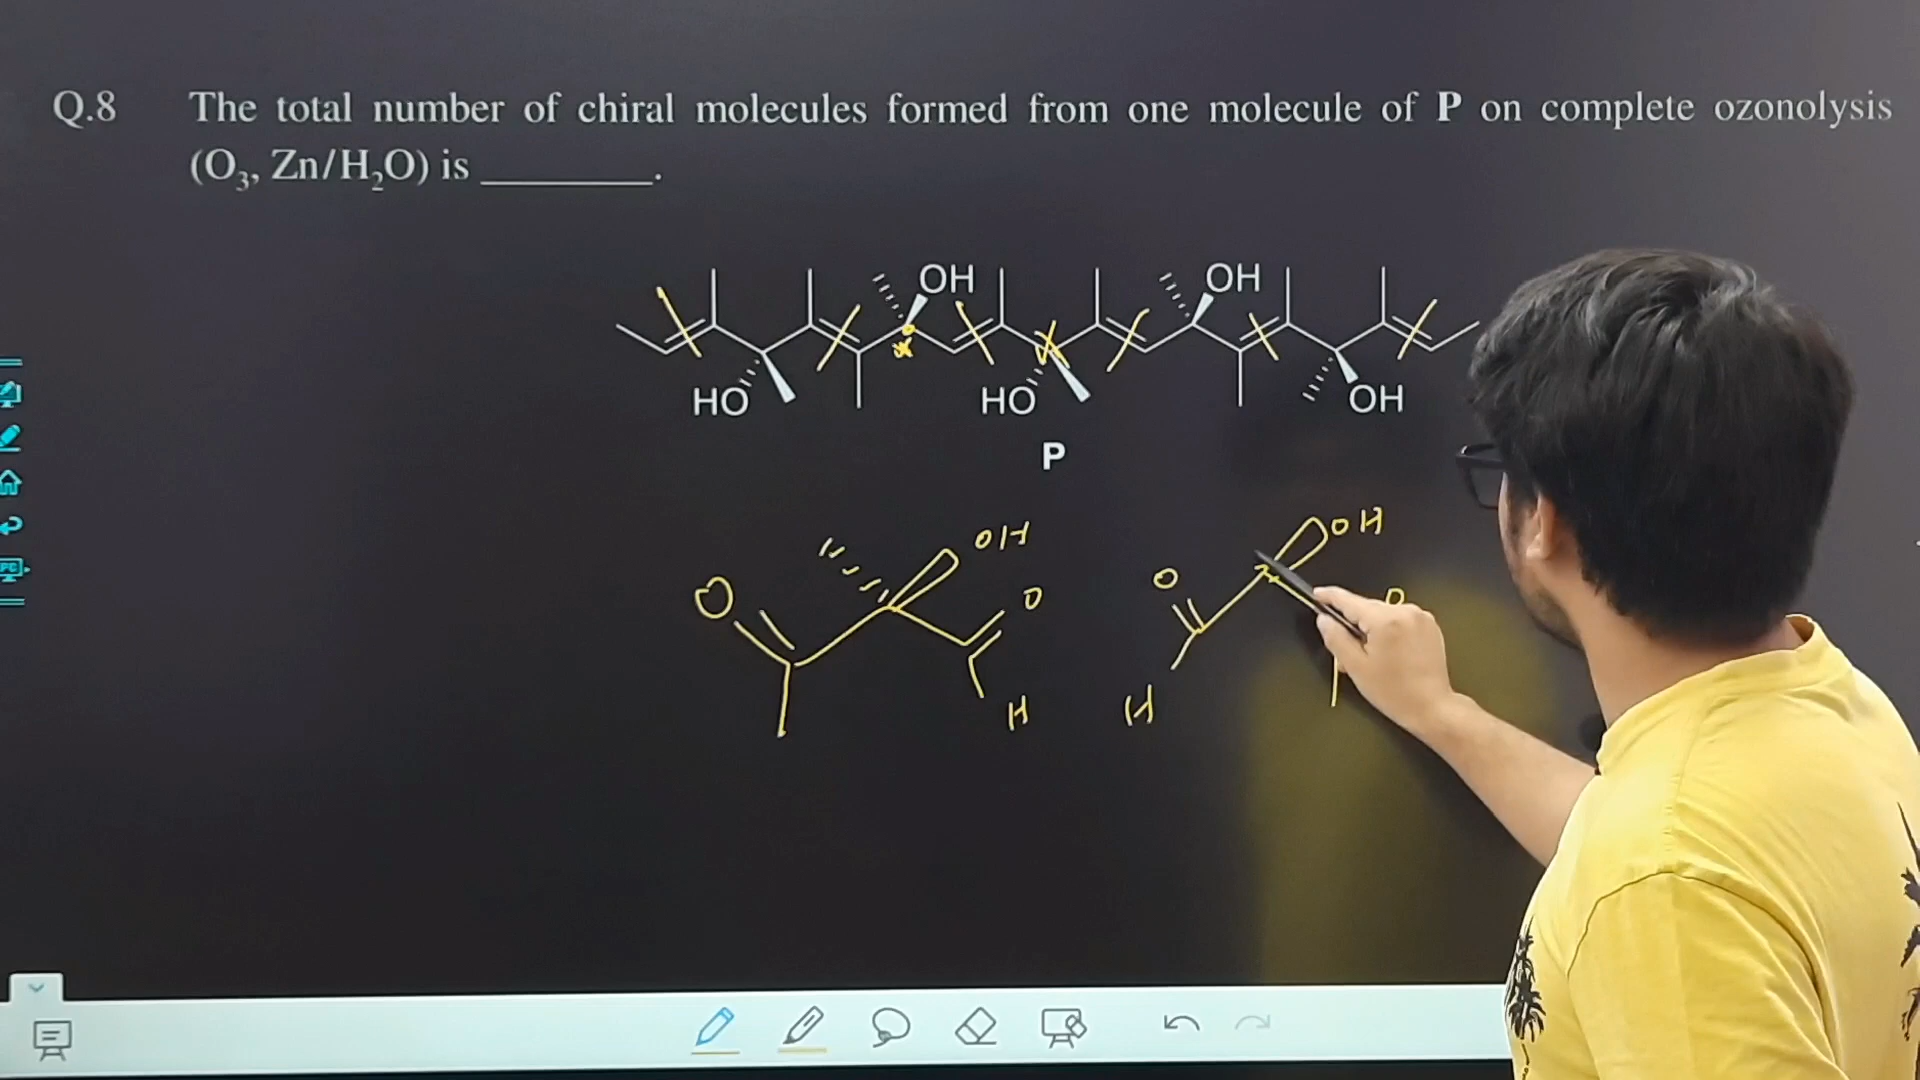 Q.8 The total number of chiral molecules formed from one molecule of P on complete ozonolysis
(O₃, Zn/H₂O) is ________.
OH OH
HO HO OH
P
OH OH
O O O O
H H
PC